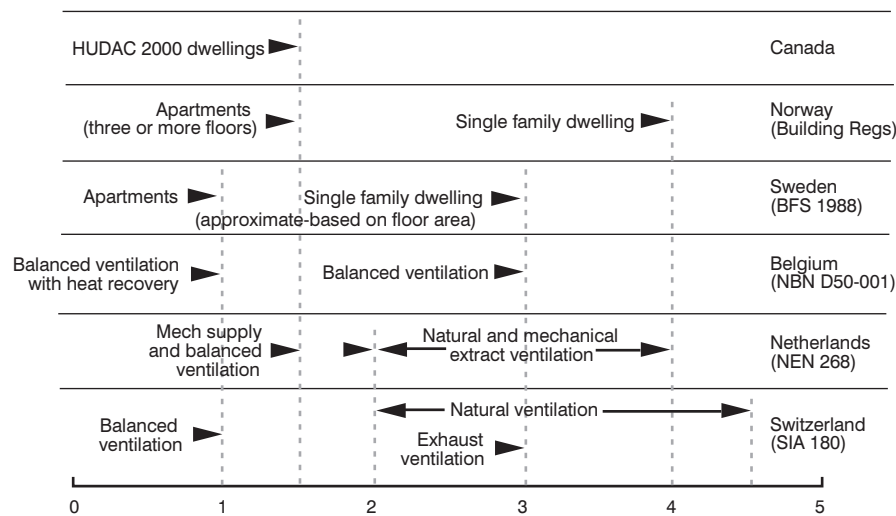 HUDAC 2000 dwellings
Canada
Apartments
(three or more floors)
Single family dwelling
Norway
(Building Regs)
Apartments
Single family dwelling
(approximate-based on floor area)
Sweden
(BFS 1988)
Balanced ventilation
with heat recovery
Balanced ventilation
Belgium
(NBN D50-001)
Mech supply
and balanced
ventilation
Natural and mechanical
extract ventilation
Netherlands
(NEN 268)
Balanced
ventilation
Natural ventilation
Exhaust
ventilation
Switzerland
(SIA 180)
0 1 2 3 4 5